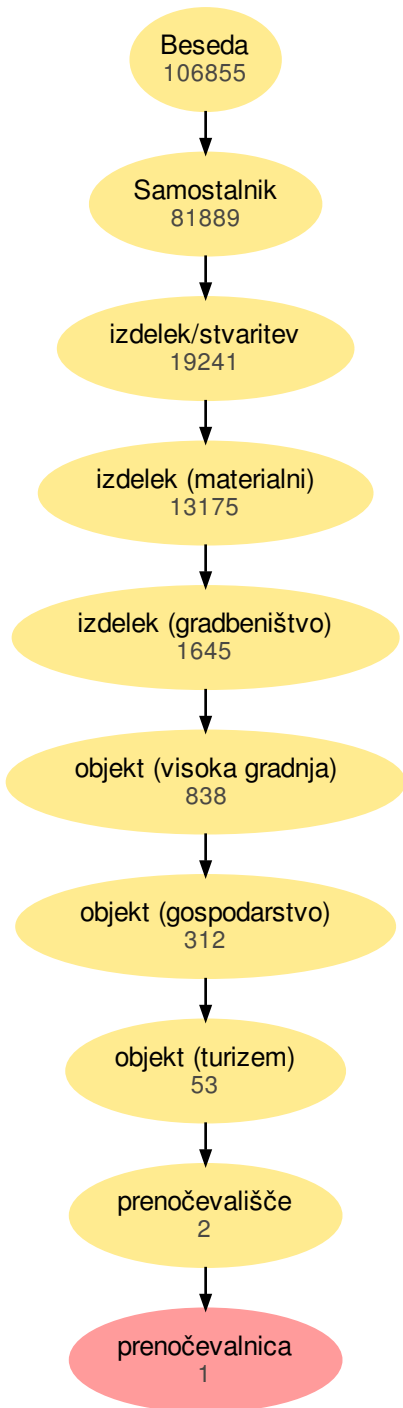 Beseda
106855
Samostalnik
81889
izdelek/stvaritev
19241
izdelek (materialni)
13175
izdelek (gradbeništvo)
1645
objekt (visoka gradnja)
838
objekt (gospodarstvo)
312
objekt (turizem)
53
prenočevališče
2
prenočevalnica
1